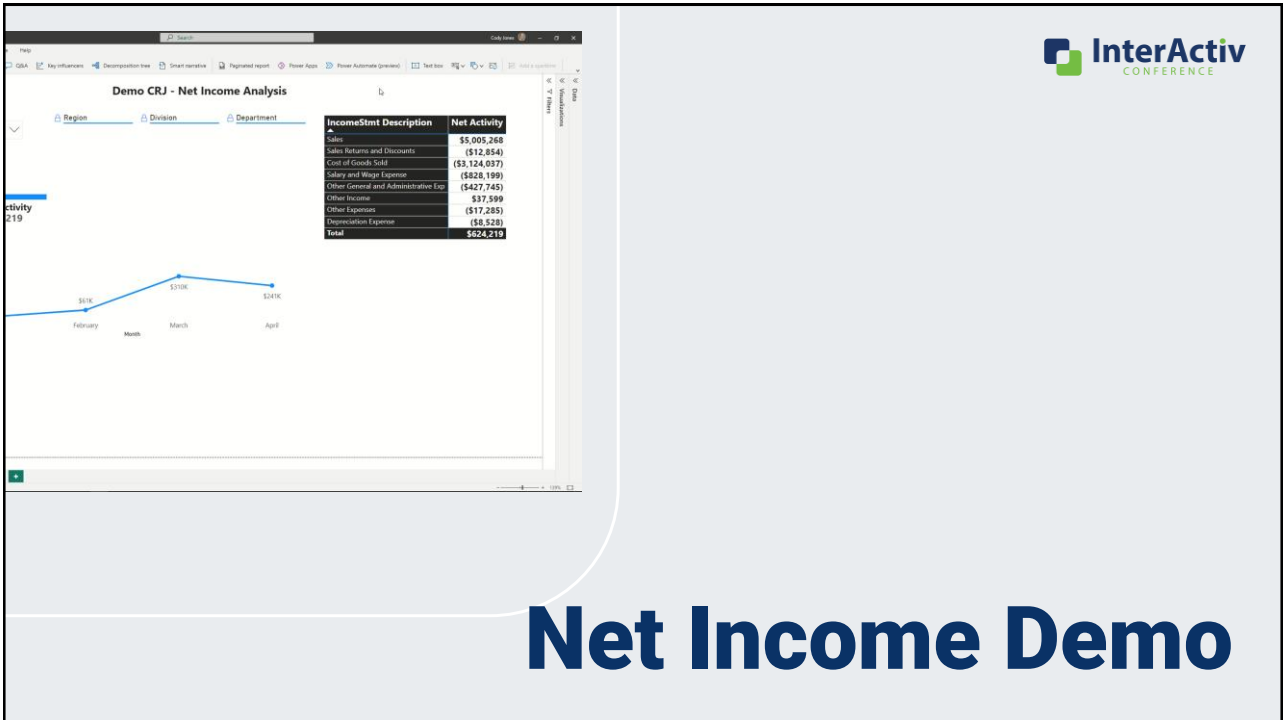 Search
Cody Jones
Help
Q&A Key influencers Decomposition tree Smart narrative Paginated report Power Apps Power Automate (preview) Text box Add a sparkline
InterActiv
CONFERENCE
Demo CRJ - Net Income Analysis
Region Division Department
Filters
Visualizations
Data
IncomeStmt Description Net Activity
Sales $5,005,268
Sales Returns and Discounts ($12,854)
Cost of Goods Sold ($3,124,037)
Salary and Wage Expense ($828,199)
Other General and Administrative Exp ($427,745)
Other Income $37,599
Other Expenses ($17,285)
Depreciation Expense ($8,528)
Total $624,219
ctivity
219
$61K
$310K
$241K
February March April
Month
Net Income Demo